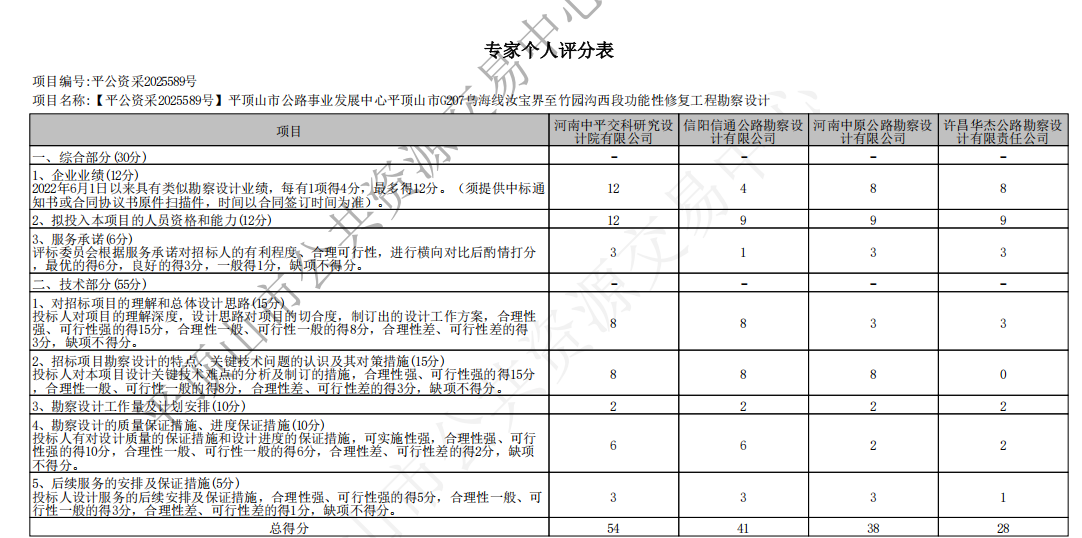 专家个人评分表
项目编号:平公资采2025589号
项目名称:【平公资采2025589号】平顶山市公路事业发展中心平顶山市G207乌海线汝宝界至竹园沟西段功能性修复工程勘察设计
项目
河南中平交科研究设
计院有限公司
信阳信通公路勘察设
计有限公司
河南中原公路勘察设
计有限公司
许昌华杰公路勘察设
计有限责任公司
一、综合部分(30分) － － － －
1、企业业绩(12分)
2022年6月1日以来具有类似勘察设计业绩，每有1项得4分，最多得12分。（须提供中标通
知书或合同协议书原件扫描件，时间以合同签订时间为准）。
12 4 8 8
2、拟投入本项目的人员资格和能力(12分) 12 9 9 9
3、服务承诺(6分)
评标委员会根据服务承诺对招标人的有利程度、合理可行性，进行横向对比后酌情打分
，最优的得6分，良好的得3分，一般得1分，缺项不得分。
3 1 3 3
二、技术部分(55分) － － － －
1、对招标项目的理解和总体设计思路(15分)
投标人对项目的理解深度，设计思路对项目的切合度，制订出的设计工作方案，合理性
强、可行性强的得15分，合理性一般、可行性一般的得8分，合理性差、可行性差的得
3分，缺项不得分。
8 8 3 3
2、招标项目勘察设计的特点、关键技术问题的认识及其对策措施(15分)
投标人对本项目设计关键技术难点的分析及制订的措施，合理性强、可行性强的得15分
，合理性一般、可行性一般的得8分，合理性差、可行性差的得3分，缺项不得分。
8 8 8 0
3、勘察设计工作量及计划安排(10分) 2 2 2 2
4、勘察设计的质量保证措施、进度保证措施(10分)
投标人有对设计质量的保证措施和设计进度的保证措施，可实施性强，合理性强、可行
性强的得10分，合理性一般、可行性一般的得6分，合理性差、可行性差的得2分，缺项
不得分。
6 6 2 2
5、后续服务的安排及保证措施(5分)
投标人设计服务的后续安排及保证措施，合理性强、可行性强的得5分，合理性一般、可
行性一般的得3分，合理性差、可行性差的得1分，缺项不得分。
3 3 3 1
总得分 54 41 38 28
平顶山市公共资源交易中心
山市公共资源交易中心